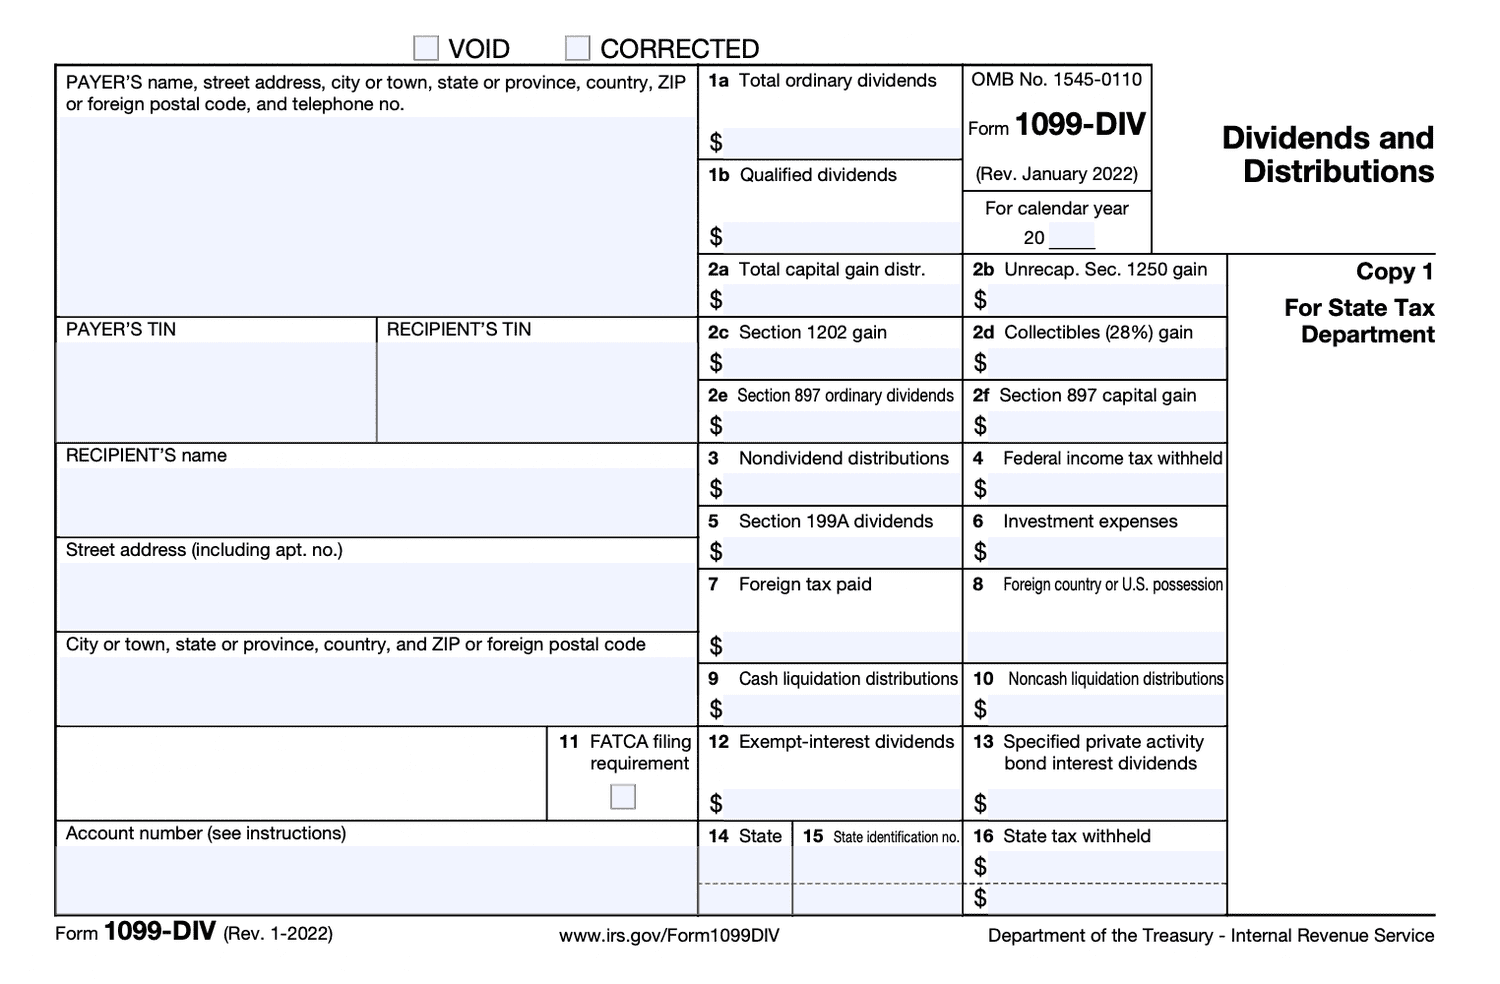 VOID CORRECTED
PAYER'S name, street address, city or town, state or province, country, ZIP
or foreign postal code, and telephone no.
1a Total ordinary dividends
$
1b Qualified dividends
$
OMB No. 1545-0110
Form 1099-DIV
(Rev. January 2022)
For calendar year
20
Dividends and
Distributions
2a Total capital gain distr.
$
2b Unrecap. Sec. 1250 gain
$
Copy 1
For State Tax
Department
PAYER'S TIN
RECIPIENT'S TIN
2c Section 1202 gain
$
2d Collectibles (28%) gain
$
2e Section 897 ordinary dividends
$
2f Section 897 capital gain
$
RECIPIENT'S name
3 Nondividend distributions
$
4 Federal income tax withheld
$
5 Section 199A dividends
$
6 Investment expenses
$
Street address (including apt. no.)
7 Foreign tax paid
$
8 Foreign country or U.S. possession
City or town, state or province, country, and ZIP or foreign postal code
9 Cash liquidation distributions
$
10 Noncash liquidation distributions
$
11 FATCA filing
requirement
12 Exempt-interest dividends
$
13 Specified private activity
bond interest dividends
$
Account number (see instructions)
14 State
15 State identification no.
16 State tax withheld
$
$
Form 1099-DIV (Rev. 1-2022)
www.irs.gov/Form1099DIV
Department of the Treasury - Internal Revenue Service